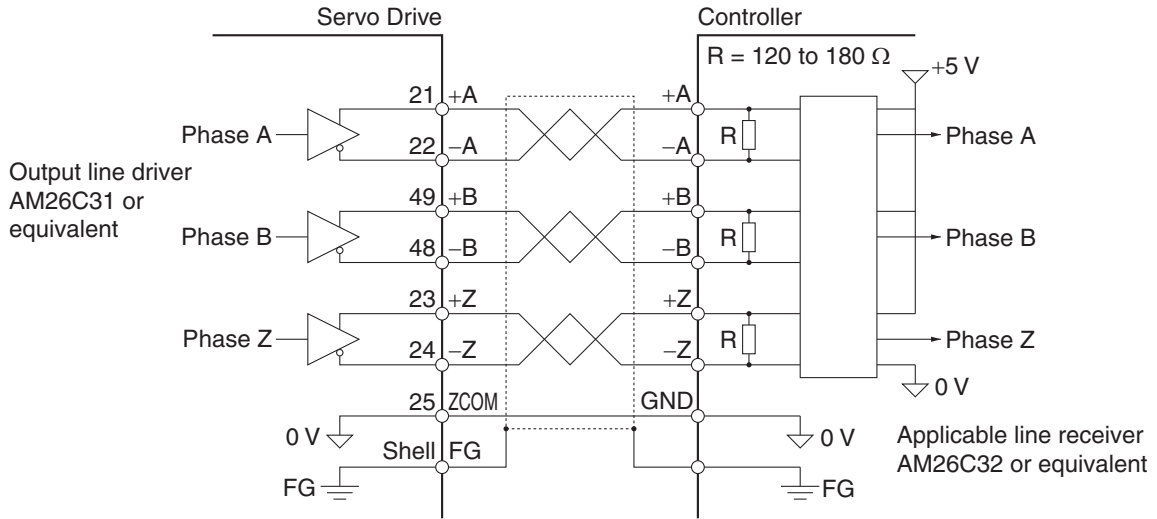 Servo Drive
Controller
R = 120 to 180 Ω
+5 V
21 +A
+A
Phase A
R
Phase A
22 −A
−A
Output line driver
AM26C31 or
equivalent
49 +B
+B
Phase B
R
Phase B
48 −B
−B
23 +Z
+Z
Phase Z
R
Phase Z
24 −Z
−Z
0 V
25 ZCOM
GND
0 V
0 V
Applicable line receiver
AM26C32 or equivalent
Shell FG
FG
FG